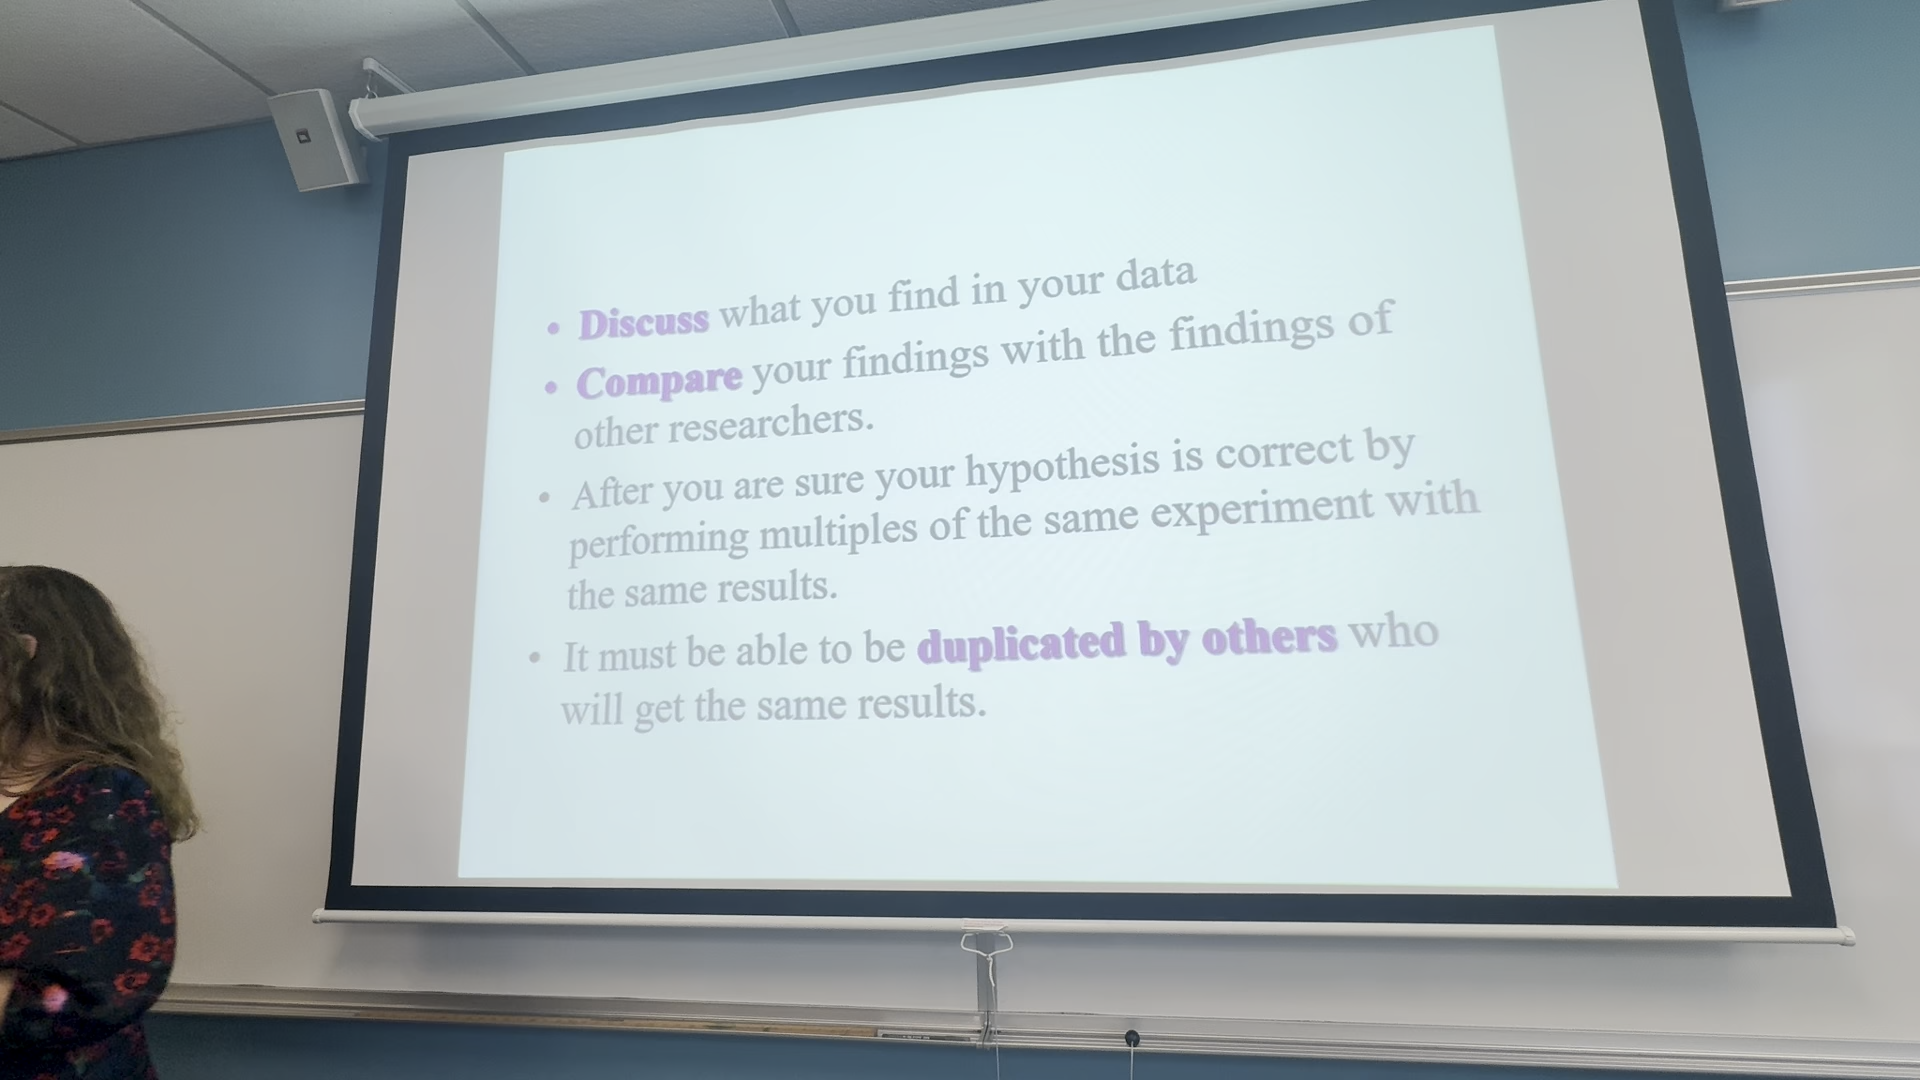 • Discuss what you find in your data
• Compare your findings with the findings of
other researchers.
• After you are sure your hypothesis is correct by
performing multiples of the same experiment with
the same results.
• It must be able to be duplicated by others who
will get the same results.